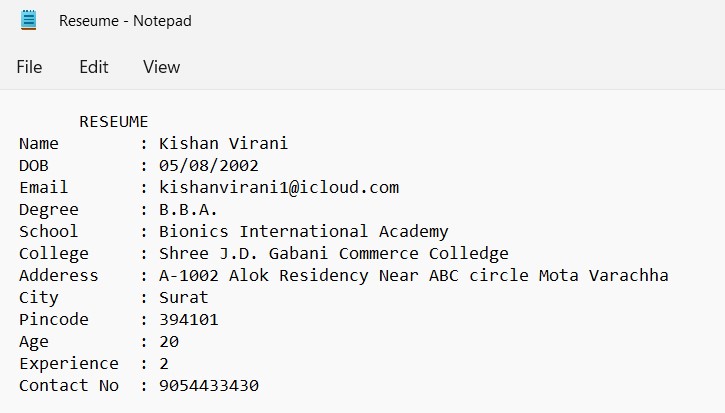 Reseume - Notepad
File Edit View
RESEUME
Name : Kishan Virani
DOB : 05/08/2002
Email : kishanvirani1@icloud.com
Degree : B.B.A.
School : Bionics International Academy
College : Shree J.D. Gabani Commerce Colledge
Adderess : A-1002 Alok Residency Near ABC circle Mota Varachha
City : Surat
Pincode : 394101
Age : 20
Experience : 2
Contact No : 9054433430